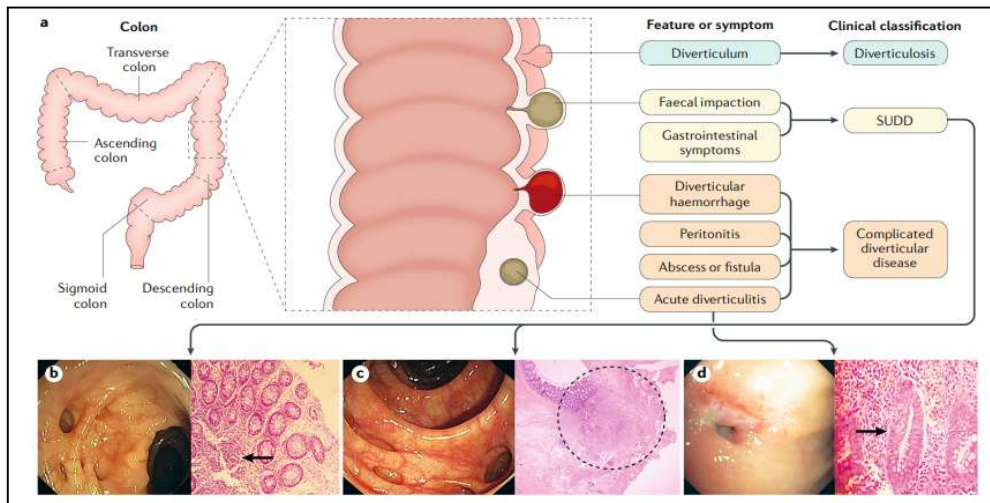 a
Colon
Transverse
colon
Ascending
colon
Sigmoid
colon
Descending
colon
Feature or symptom
Clinical classification
Diverticulum
Diverticulosis
Faecal impaction
Gastrointestinal
symptoms
SUDD
Diverticular
haemorrhage
Peritonitis
Abscess or fistula
Acute diverticulitis
Complicated
diverticular
disease
b
c
d